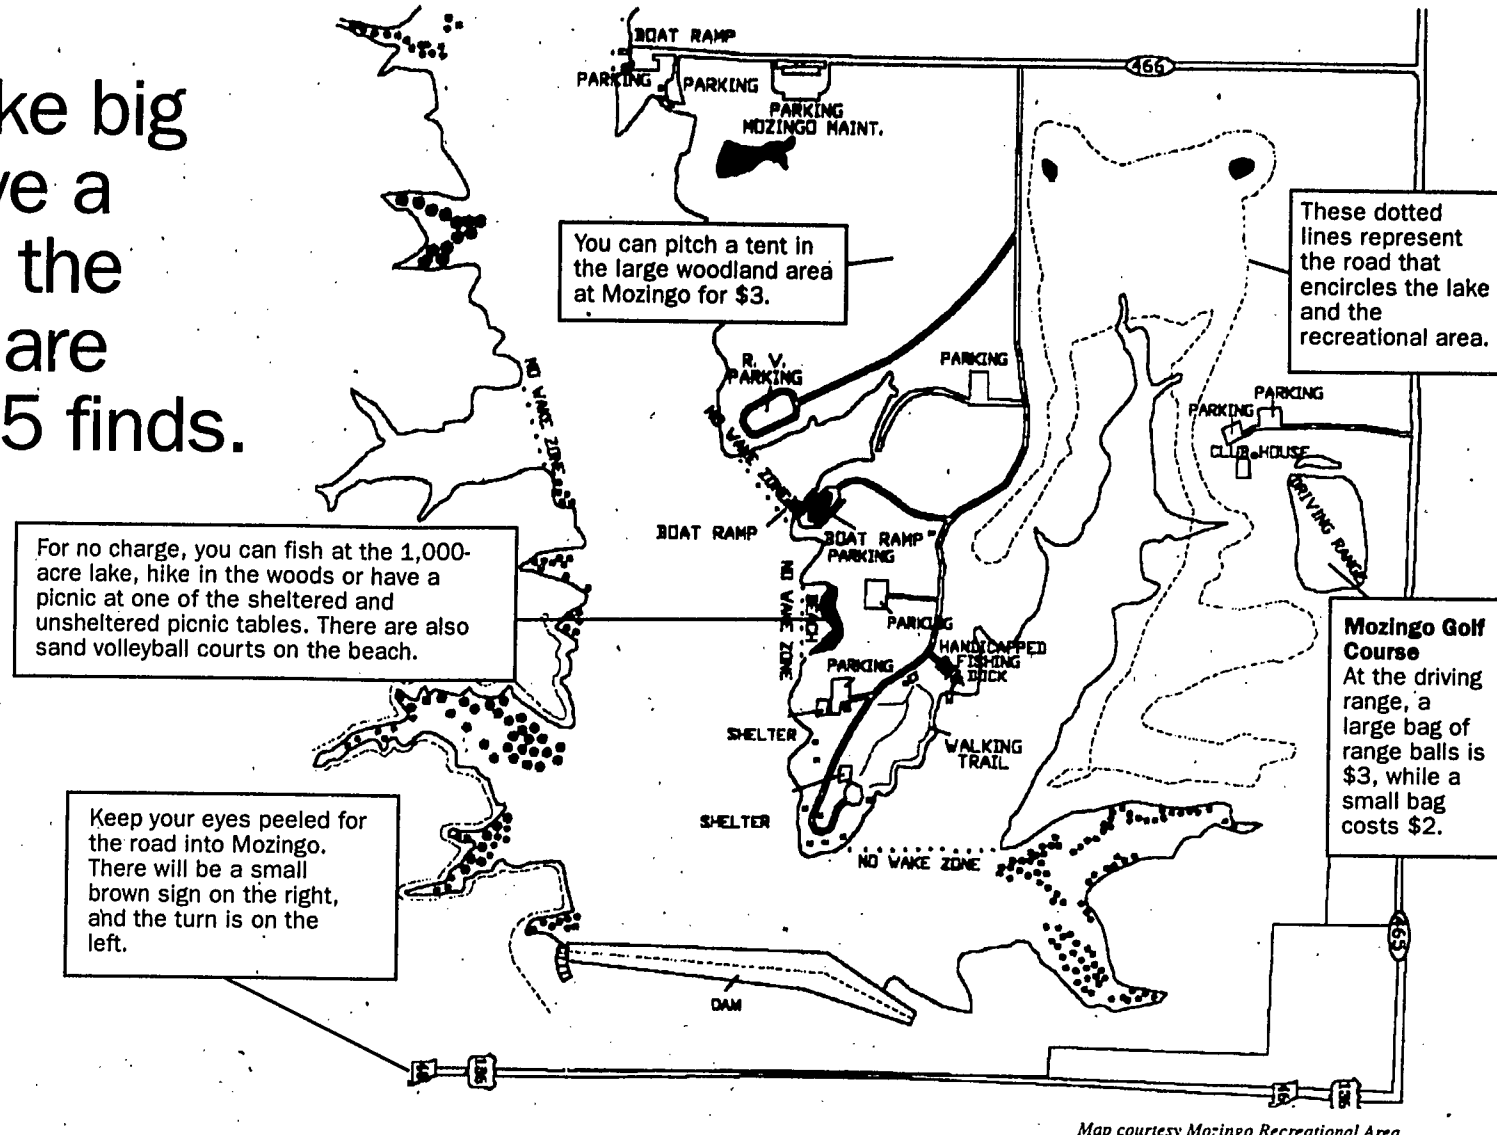 ke big
ve a
the
are
5 finds.
BOAT RAMP
PARKING
PARKING
466
PARKING
MOZINGO MAINT.
You can pitch a tent in
the large woodland area
at Mozingo for $3.
These dotted
lines represent
the road that
encircles the lake
and the
recreational area.
NO WAKE ZONE
R. V.
PARKING
PARKING
NO WAKE ZONE
PARKING
PARKING
CLUB HOUSE
DRIVING RANGE
BOAT RAMP
BOAT RAMP
PARKING
For no charge, you can fish at the 1,000-
acre lake, hike in the woods or have a
picnic at one of the sheltered and
unsheltered picnic tables. There are also
sand volleyball courts on the beach.
NO WAKE ZONE
BEACH
PARKING
HANDICAPPED
FISHING
DOCK
PARKING
SHELTER
WALKING
TRAIL
Mozingo Golf
Course
At the driving
range, a
large bag of
range balls is
$3, while a
small bag
costs $2.
SHELTER
NO WAKE ZONE
Keep your eyes peeled for
the road into Mozingo.
There will be a small
brown sign on the right,
and the turn is on the
left.
465
DAM
136
46
136
Map courtesy Mozingo Recreational Area